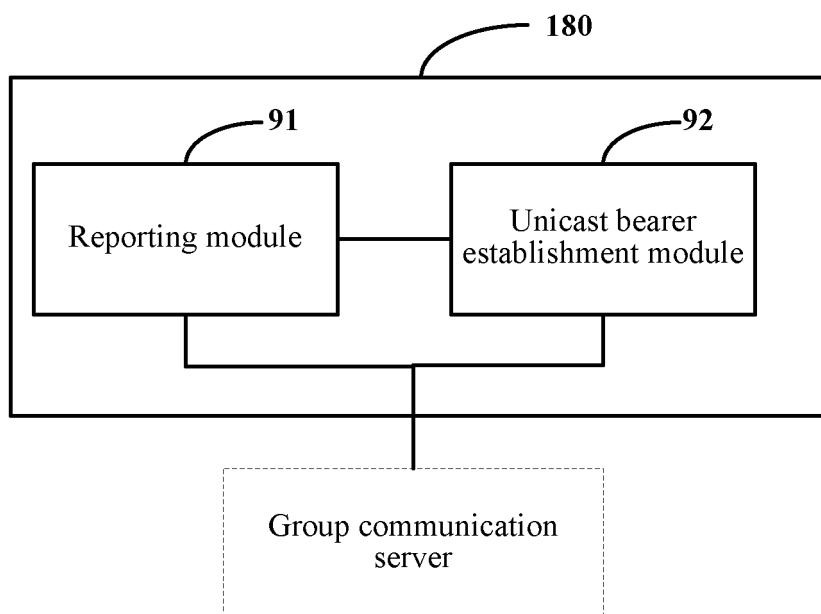 180
91
92
Reporting module
Unicast bearer
establishment module
Group communication
server